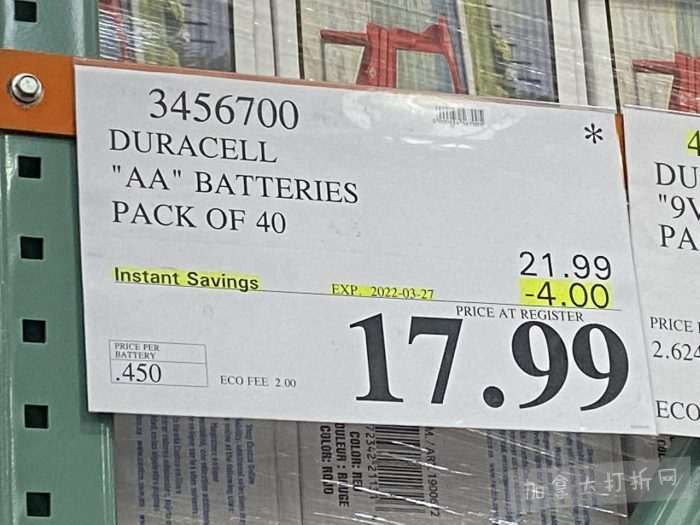 3456700
*
DURACELL
"AA" BATTERIES
PACK OF 40
21.99
Instant Savings
EXP. 2022-03-27
-4.00
PRICE AT REGISTER
17.99
PRICE PER
BATTERY
.450
ECO FEE 2.00
4
DU
"9V
PA
PRICE
2.624
ECO
COLOR: RED
COULEUR : ROUGE
COLOR: ROJO
加拿大打折网